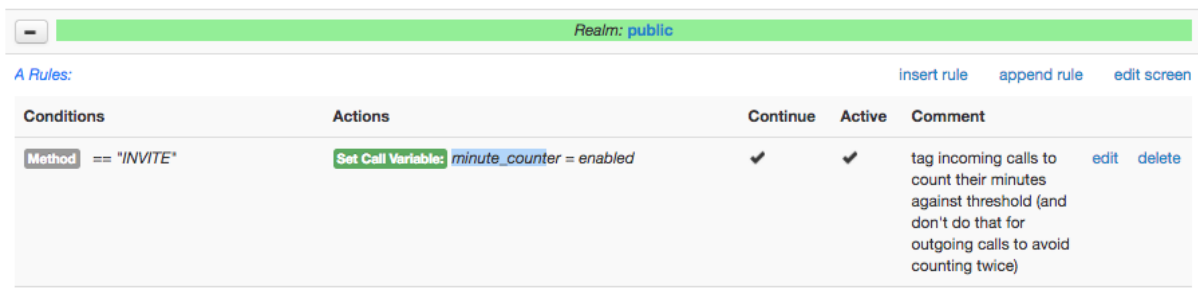 Realm: public
A Rules: insert rule append rule edit screen
Conditions Actions Continue Active Comment
Method == "INVITE" Set Call Variable: minute_counter = enabled ✔ ✔ tag incoming calls to edit delete
count their minutes
against threshold (and
don't do that for
outgoing calls to avoid
counting twice)